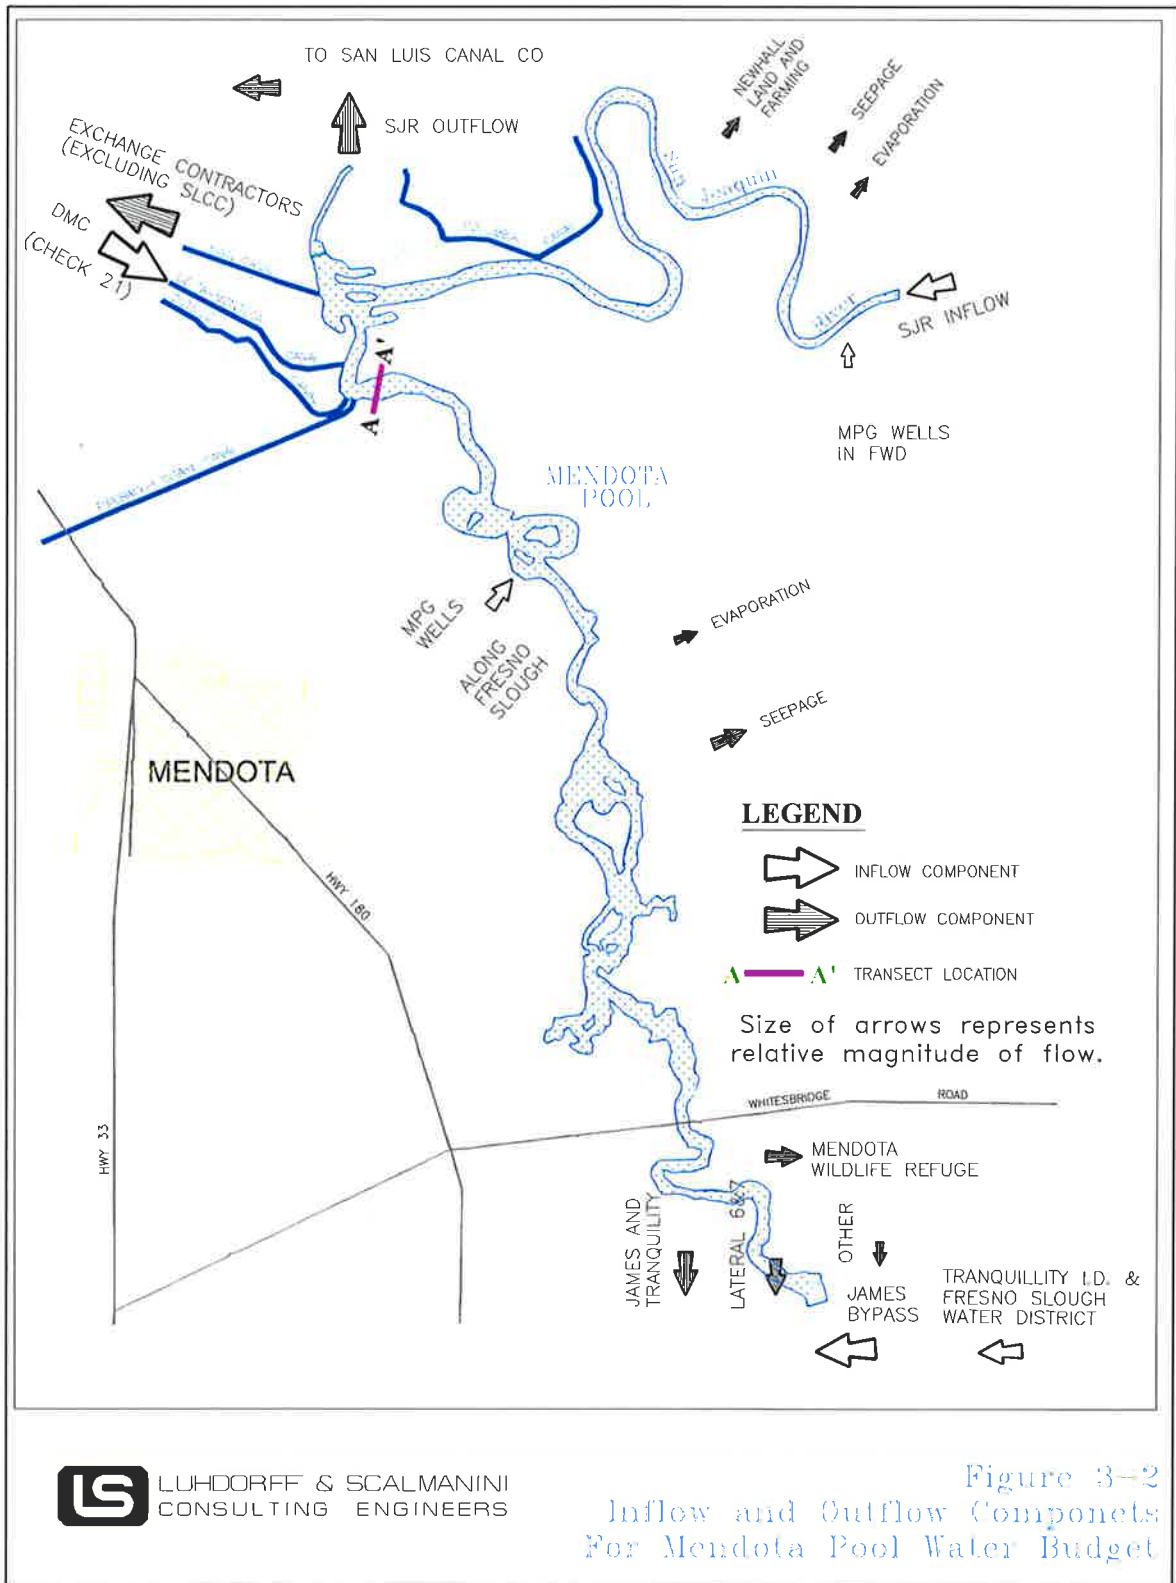 TO SAN LUIS CANAL CO
SJR OUTFLOW
NEWHALL
LAND AND
FARMING
SEEPAGE
EVAPORATION
EXCHANGE CONTRACTORS
(EXCLUDING SLCC)
DMC
(CHECK 21)
San Joaquin
River
SJR INFLOW
A'
A
MPG WELLS
IN FWD
MENDOTA
POOL
MPG
WELLS
ALONG
FRESNO
SLOUGH
EVAPORATION
SEEPAGE
MENDOTA
HWY 180
HWY 33
LEGEND
INFLOW COMPONENT
OUTFLOW COMPONENT
A A' TRANSECT LOCATION
Size of arrows represents
relative magnitude of flow.
WHITESBRIDGE ROAD
MENDOTA
WILDLIFE REFUGE
JAMES AND
TRANQUILITY
LATERAL 6&7
OTHER
JAMES
BYPASS
TRANQUILLITY I.D. &
FRESNO SLOUGH
WATER DISTRICT
LS
LUHDORFF & SCALMANINI
CONSULTING ENGINEERS
Figure 3-2
Inflow and Outflow Componets
For Mendota Pool Water Budget